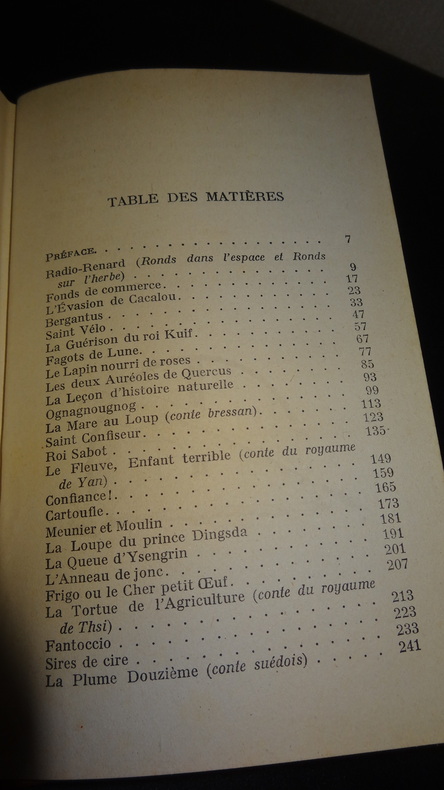 TABLE DES MATIÈRES
PRÉFACE. . . . . . . . . . . . . . . . . . 7
Radio-Renard (Ronds dans l'espace et Ronds
sur l'herbe) . . . . . . . . . . . . . . . 9
Fonds de commerce . . . . . . . . . . . . 17
L'Évasion de Cacalou. . . . . . . . . . . 23
Bergantus . . . . . . . . . . . . . . . . 33
Saint Vélo . . . . . . . . . . . . . . . . 47
La Guérison du roi Kuif. . . . . . . . . . 57
Fagots de Lune. . . . . . . . . . . . . . 67
Le Lapin nourri de roses . . . . . . . . . 77
Les deux Auréoles de Quercus . . . . . . . 85
La Leçon d'histoire naturelle . . . . . . 93
Ognagnougnog . . . . . . . . . . . . . . . 99
La Mare au Loup (conte bressan). . . . . . 113
Saint Confiseur. . . . . . . . . . . . . . 123
Roi Sabot . . . . . . . . . . . . . . . . 135
Le Fleuve, Enfant terrible (conte du royaume
de Yan) . . . . . . . . . . . . . . . . . 149
Confiance!. . . . . . . . . . . . . . . . 159
Cartoufle. . . . . . . . . . . . . . . . . 165
Meunier et Moulin . . . . . . . . . . . . 173
La Loupe du prince Dingsda . . . . . . . . 181
La Queue d'Ysengrin . . . . . . . . . . . 191
L'Anneau de jonc. . . . . . . . . . . . . 201
Frigo ou le Cher petit Œuf. . . . . . . . 207
La Tortue de l'Agriculture (conte du royaume
de Thsi) . . . . . . . . . . . . . . . . . 213
Fantoccio . . . . . . . . . . . . . . . . 223
Sires de cire . . . . . . . . . . . . . . 233
La Plume Douzième (conte suédois) . . . . . 241